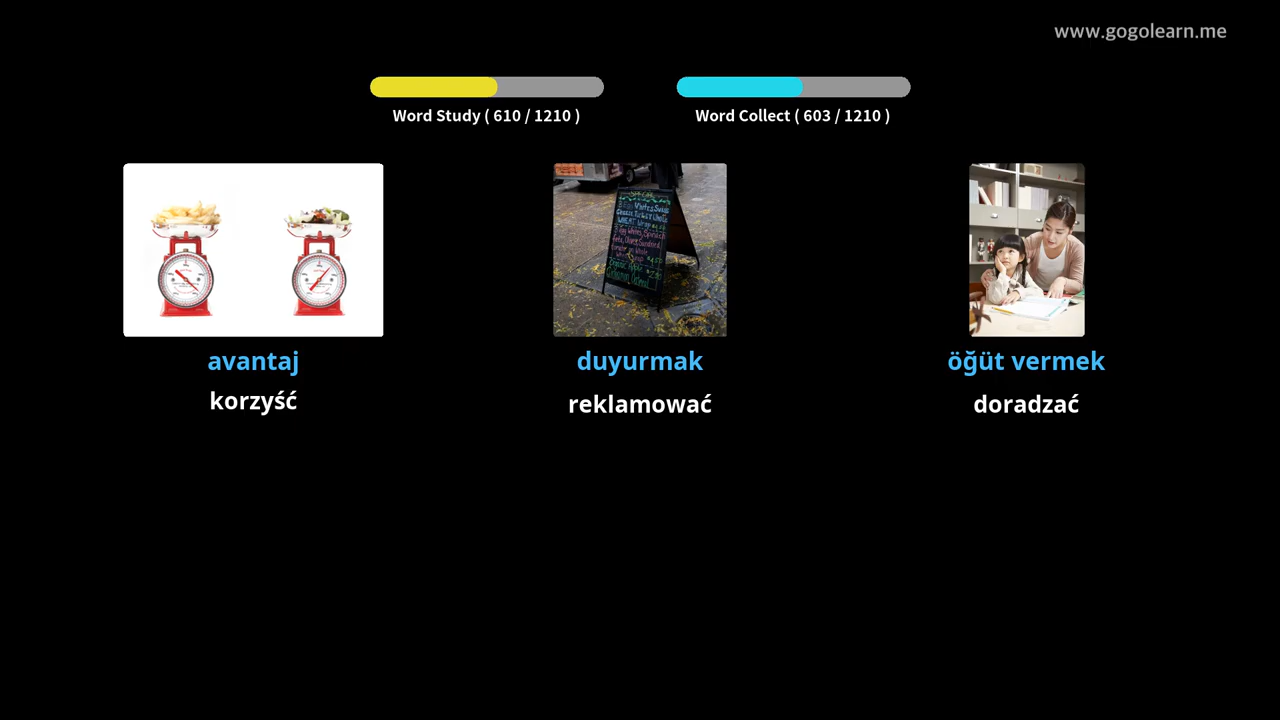 www.gogolearn.me
Word Study ( 610 / 1210 )
Word Collect ( 603 / 1210 )
avantaj
duyurmak
öğüt vermek
korzyść
reklamować
doradzać